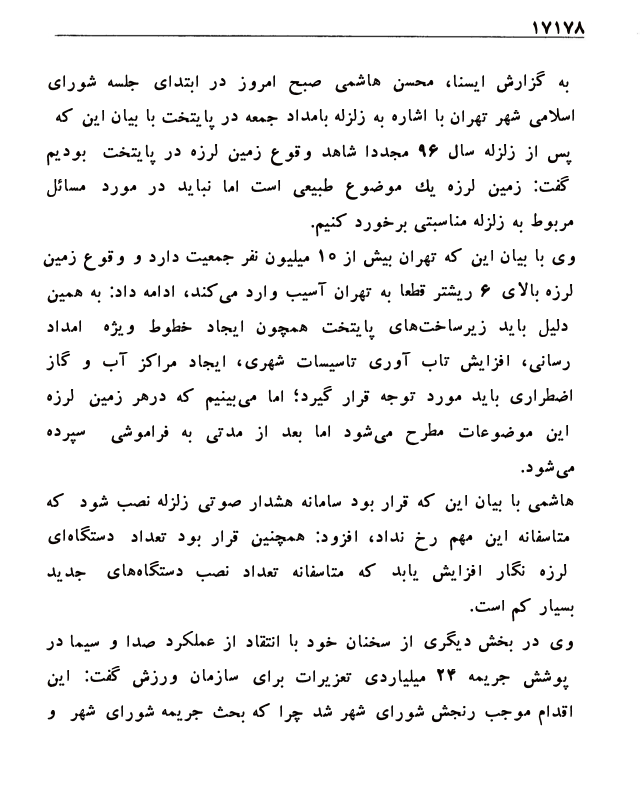 ۱۷۱۷۸
به گزارش ایسنا، محسن هاشمی صبح امروز در ابتدای جلسه شورای
اسلامی شهر تهران با اشاره به زلزله بامداد جمعه در پایتخت با بیان این که
پس از زلزله سال ۹۶ مجددا شاهد وقوع زمین لرزه در پایتخت بودیم
گفت: زمین لرزه یك موضوع طبیعی است اما نباید در مورد مسائل
مربوط به زلزله مناسبتی برخورد کنیم.
وی با بیان این که تهران بیش از ۱۰ میلیون نفر جمعیت دارد و وقوع زمین
لرزه بالای ۶ ریشتر قطعا به تهران آسیب وارد می‌کند، ادامه داد: به همین
دلیل باید زیرساخت‌های پایتخت همچون ایجاد خطوط ویژه امداد
رسانی، افزایش تاب آوری تاسیسات شهری، ایجاد مراکز آب و گاز
اضطراری باید مورد توجه قرار گیرد؛ اما می‌بینیم که درهر زمین لرزه
این موضوعات مطرح می‌شود اما بعد از مدتی به فراموشی سپرده
می‌شود.
هاشمی با بیان این که قرار بود سامانه هشدار صوتی زلزله نصب شود که
متاسفانه این مهم رخ نداد، افزود: همچنین قرار بود تعداد دستگاه‌ای
لرزه نگار افزایش یابد که متاسفانه تعداد نصب دستگاه‌های جدید
بسیار کم است.
وی در بخش دیگری از سخنان خود با انتقاد از عملکرد صدا و سیما در
پوشش جریمه ۲۴ میلیاردی تعزیرات برای سازمان ورزش گفت: این
اقدام موجب رنجش شورای شهر شد چرا که بحث جریمه شورای شهر و